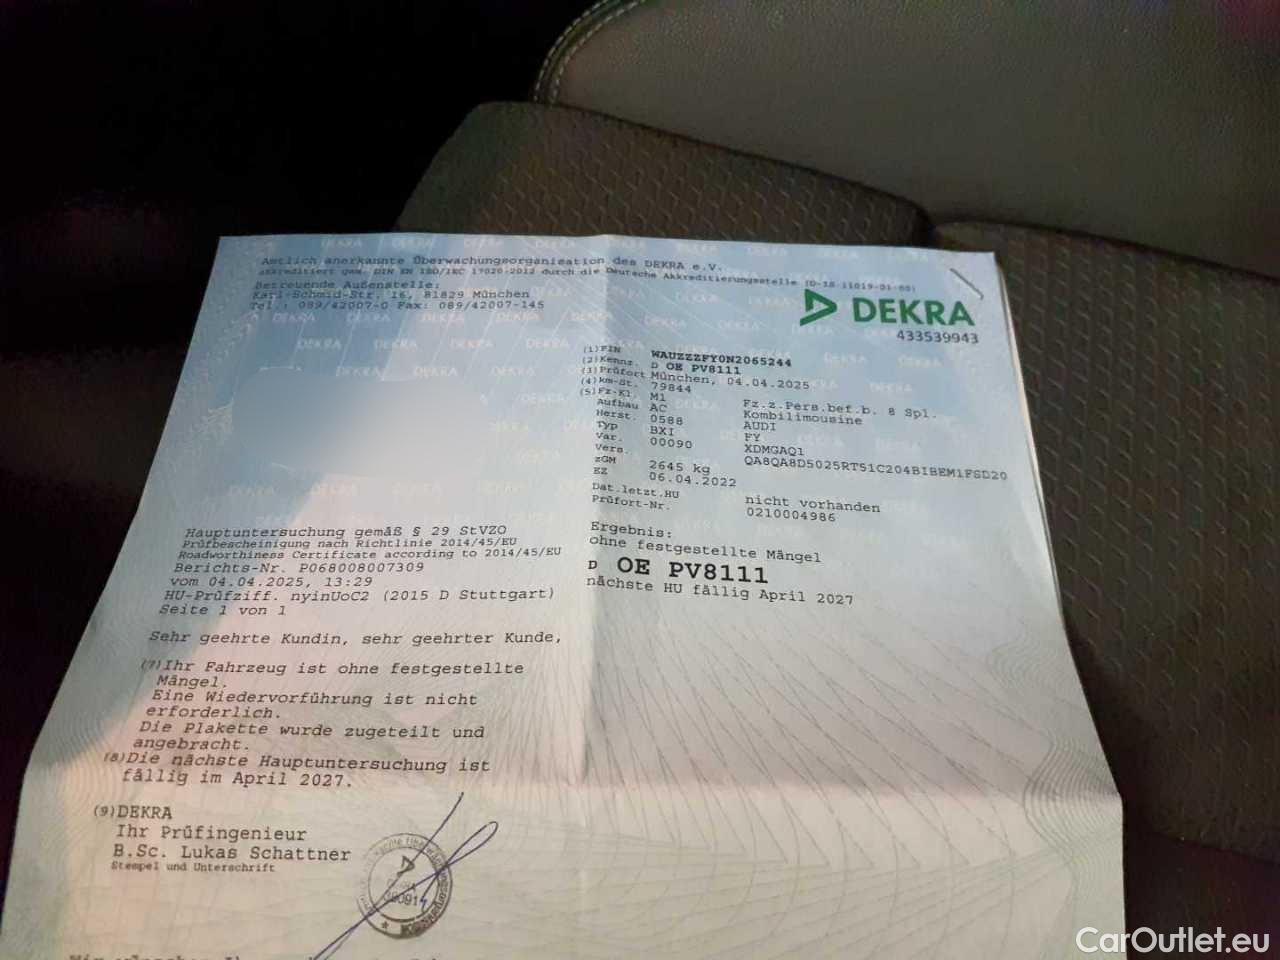 Amtlich anerkannte Überwachungsorganisation des DEKRA e.V.
akkreditiert gem. DIN EN ISO/IEC 17020:2012 durch die Deutsche Akkreditierungsstelle (D-IS-11019-01-00)
Betreuende Außenstelle:
Karl-Schmid-Str. 16, 81829 München
Tel.: 089/42007-0 Fax: 089/42007-145
DEKRA
433539943
(1) FIN WAUZZZFY0N2065244
(2) Kennz. D OE PV8111
(3) Prüfort München, 04.04.2025
(4) km-St. 79844
(5) Fz-Kl. M1 Fz.z.Pers.bef.b. 8 Spl.
Aufbau AC Kombilimousine
Herst. 0588 AUDI
Typ BXI FY
Var. 00090 XDMGAQ1
Vers. QA8QA8D5025RT51C204BIBEM1FSD20
zGM 2645 kg
EZ 06.04.2022
Dat.letzt.HU nicht vorhanden
Prüfort-Nr. 0210004986
Hauptuntersuchung gemäß § 29 StVZO
Prüfbescheinigung nach Richtlinie 2014/45/EU
Roadworthiness Certificate according to 2014/45/EU
Berichts-Nr. P068008007309
vom 04.04.2025, 13:29
HU-Prüfziff. nyinUoC2 (2015 D Stuttgart)
Seite 1 von 1
Ergebnis:
ohne festgestellte Mängel
D OE PV8111
nächste HU fällig April 2027
Sehr geehrte Kundin, sehr geehrter Kunde,
(7) Ihr Fahrzeug ist ohne festgestellte
Mängel.
Eine Wiedervorführung ist nicht
erforderlich.
Die Plakette wurde zugeteilt und
angebracht.
(8) Die nächste Hauptuntersuchung ist
fällig im April 2027.
(9) DEKRA
Ihr Prüfingenieur
B.Sc. Lukas Schattner
Stempel und Unterschrift
CarOutlet.eu